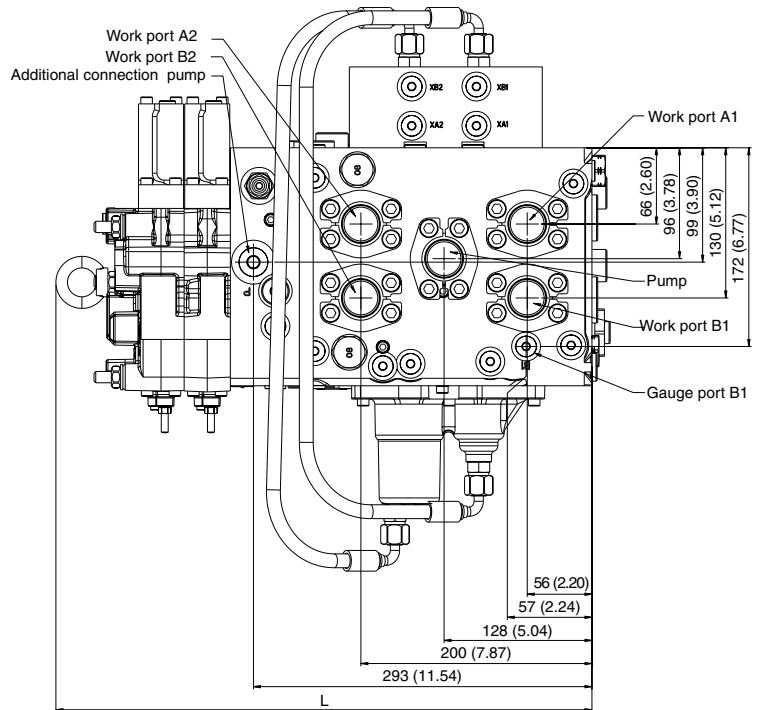 Work port A2
Work port B2
Additional connection pump
XB2
XB1
XA2
XA1
Work port A1
08
66 (2.60)
96 (3.78)
99 (3.90)
130 (5.12)
172 (6.77)
Pump
Work port B1
P
08
Gauge port B1
56 (2.20)
57 (2.24)
128 (5.04)
200 (7.87)
293 (11.54)
L